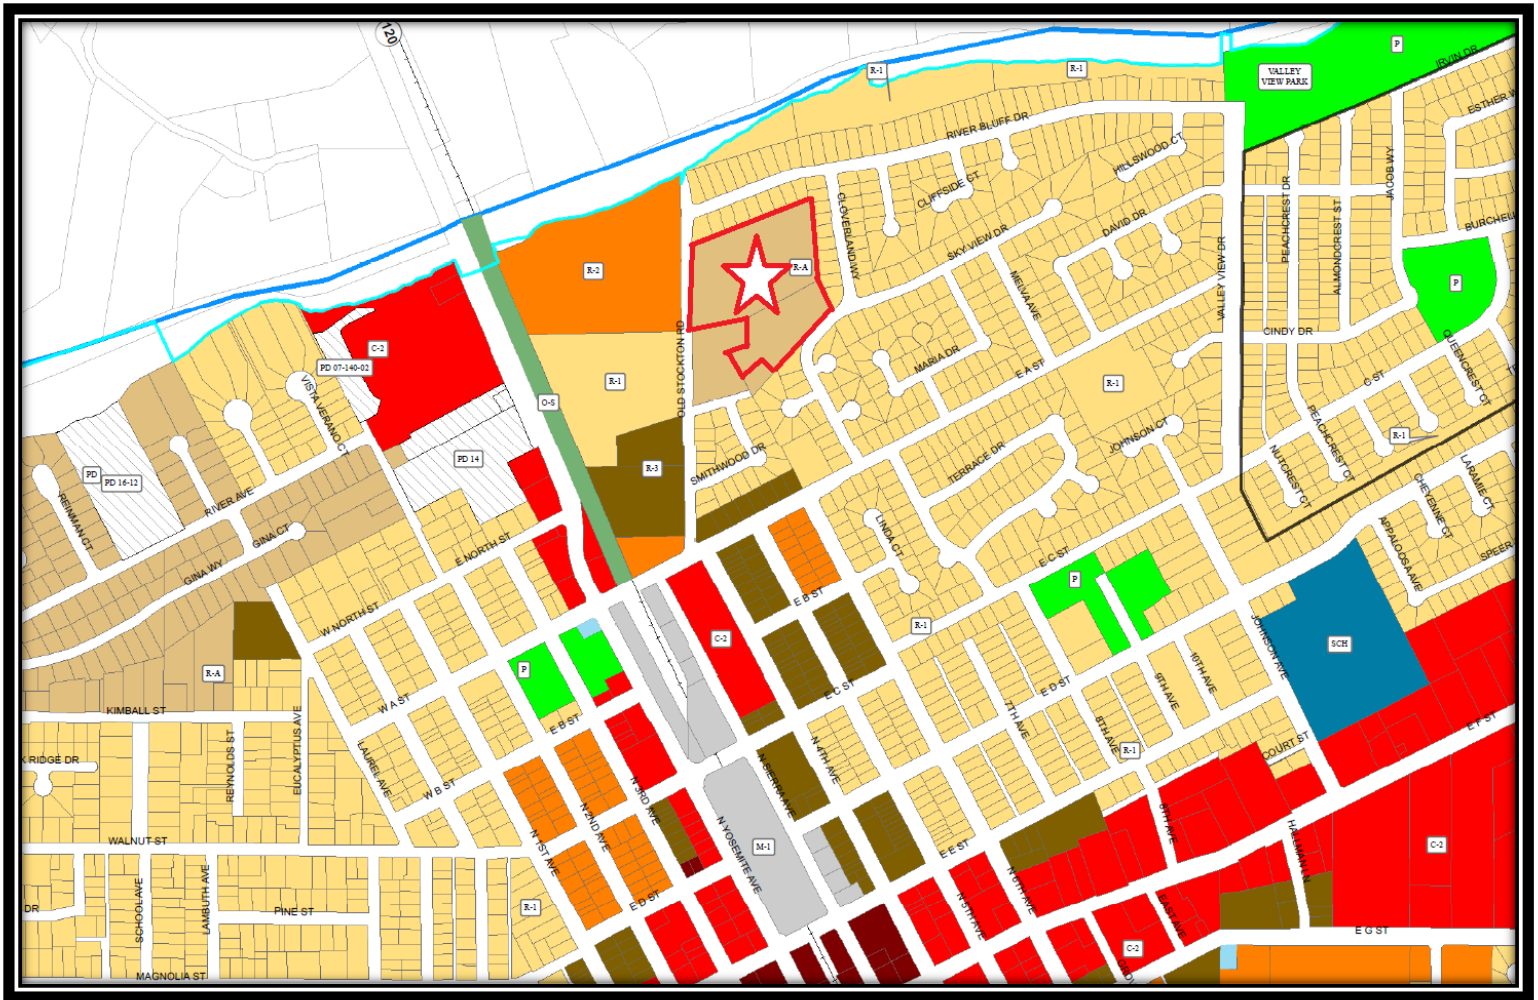 120
P
IRVIN DR
R-1
R-1
VALLEY
VIEW PARK
RIVER BLUFF DR
HILLSWOOD CT
CLIFFSIDE CT
JACOB WY
CLOVERLAND WY
PEACHCREST DR
ALMONDCREST ST
DAVID DR
SKY VIEW DR
R-2
R-A
P
MELVA AVE
VALLEY VIEW DR
CINDY DR
C-2
PD 07-140-02
OLD STOCKTON RD
MARIA DR
E A ST
R-1
R-1
C ST
QUEENCREST CT
VISTA VERANO CT
O-S
PEACHCREST CT
R-1
JOHNSON CT
PD 14
R-3
SMITHWOOD DR
TERRACE DR
NUTCREST CT
LARAMIE CT
CHEYENNE CT
PD
PD 16-12
RIVER AVE
REINMAN CT
GINA CT
LINDA CT
APPALOOSA AVE
E NORTH ST
E C ST
GINA WY
P
E B ST
W NORTH ST
R-1
C-2
JOHNSON AVE
SCH
P
R-A
10TH AVE
9TH AVE
E D ST
E C ST
W A ST
KIMBALL ST
7TH AVE
8TH AVE
E B ST
E F ST
EUCALYPTUS AVE
REYNOLDS ST
LAUREL AVE
N 4TH AVE
R-1
COURT ST
N SIERRA AVE
W B ST
N 3RD AVE
N 2ND AVE
N 1ST AVE
N YOSEMITE AVE
M-1
8TH AVE
HALLMAN LN
C-2
WALNUT ST
E E ST
N 6TH AVE
N 5TH AVE
EAST AVE
SCHOOL AVE
LAMBUTH AVE
PINE ST
R-1
E D ST
DR
E G ST
C-2
MAGNOLIA ST